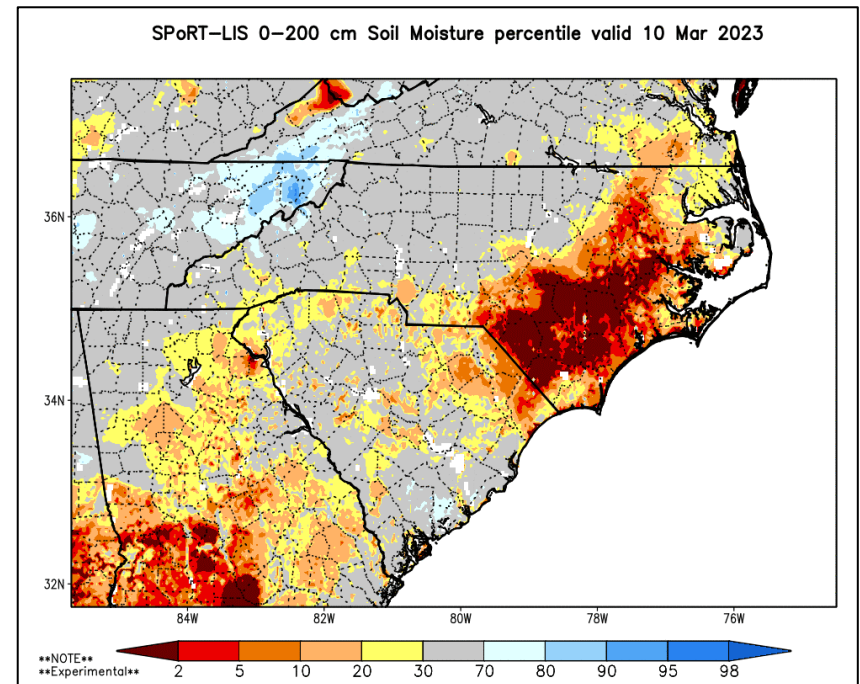 SPoRT-LIS 0-200 cm Soil Moisture percentile valid 10 Mar 2023
36N
34N
32N
84W 82W 80W 78W 76W
**NOTE**
**Experimental** 2 5 10 20 30 70 80 90 95 98